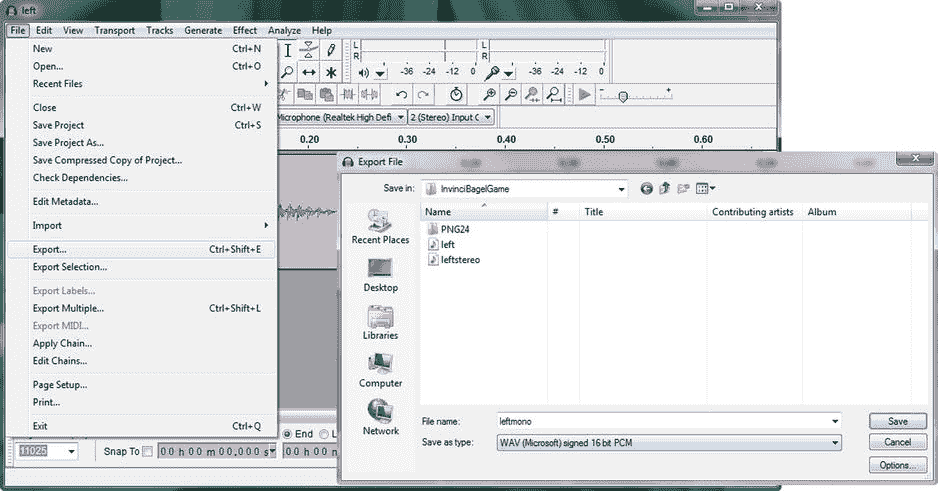 left
File Edit View Transport Tracks Generate Effect Analyze Help
New Ctrl+N
Open... Ctrl+O
Recent Files
Close Ctrl+W
Save Project Ctrl+S
Save Project As...
Save Compressed Copy of Project...
Check Dependencies...
Edit Metadata...
Import
Export... Ctrl+Shift+E
Export Selection...
Export Labels...
Export Multiple... Ctrl+Shift+L
Export MIDI...
Apply Chain...
Edit Chains...
Page Setup...
Print...
Exit Ctrl+Q
L
R
-36 -24 -12 0
L
R
-36 -24 -12 0
Microphone (Realtek High Defi 2 (Stereo) Input C
0.20 0.30 0.40 0.50 0.60
11025 Snap To 00 h 00 m 00.000 s End
Export File
Save in: InvinciBagelGame
Name # Title Contributing artists Album
PNG24
left
leftstereo
Recent Places
Desktop
Libraries
Computer
Network
File name: leftmono Save
Save as type: WAV (Microsoft) signed 16 bit PCM Cancel
Options...